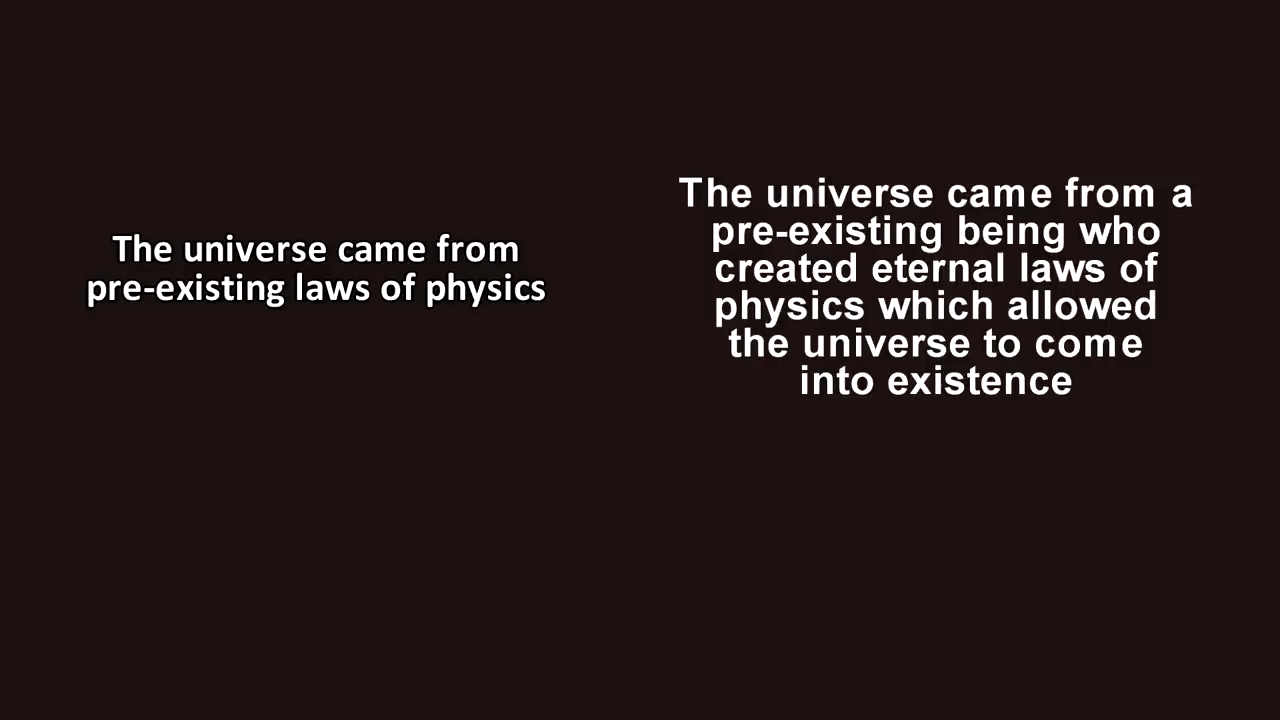 The universe came from
pre-existing laws of physics
The universe came from a
pre-existing being who
created eternal laws of
physics which allowed
the universe to come
into existence